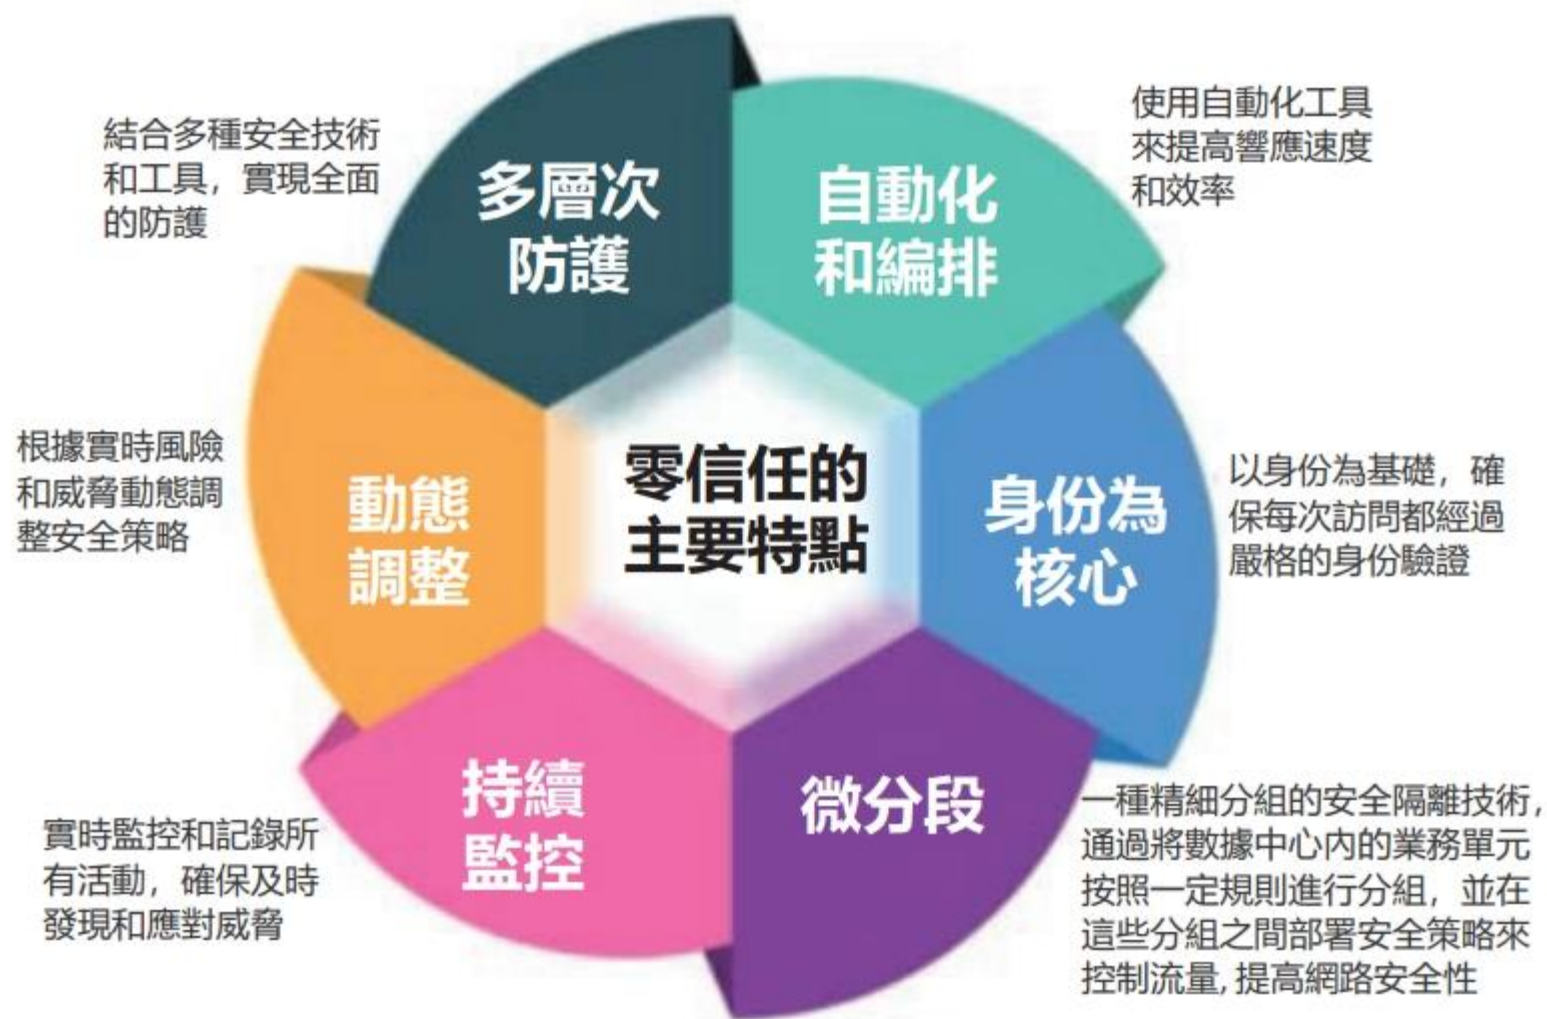 零信任的
主要特點
多層次
防護
結合多種安全技術
和工具，實現全面
的防護
自動化
和編排
使用自動化工具
來提高響應速度
和效率
身份為
核心
以身份為基礎，確
保每次訪問都經過
嚴格的身份驗證
微分段
一種精細分組的安全隔離技術，
通過將數據中心內的業務單元
按照一定規則進行分組，並在
這些分組之間部署安全策略來
控制流量,提高網路安全性
持續
監控
實時監控和記錄所
有活動，確保及時
發現和應對威脅
動態
調整
根據實時風險
和威脅動態調
整安全策略